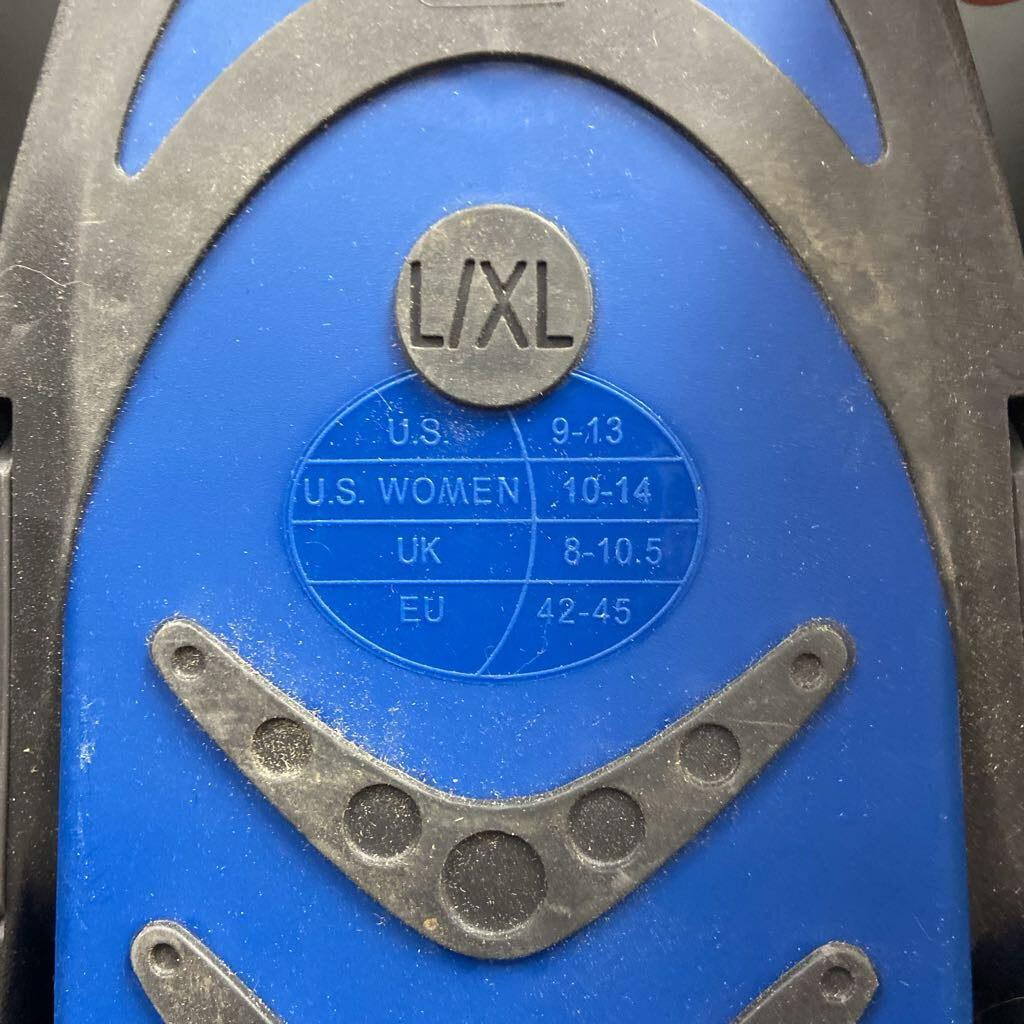 L/XL
U.S. 9-13
U.S. WOMEN 10-14
UK 8-10.5
EU 42-45